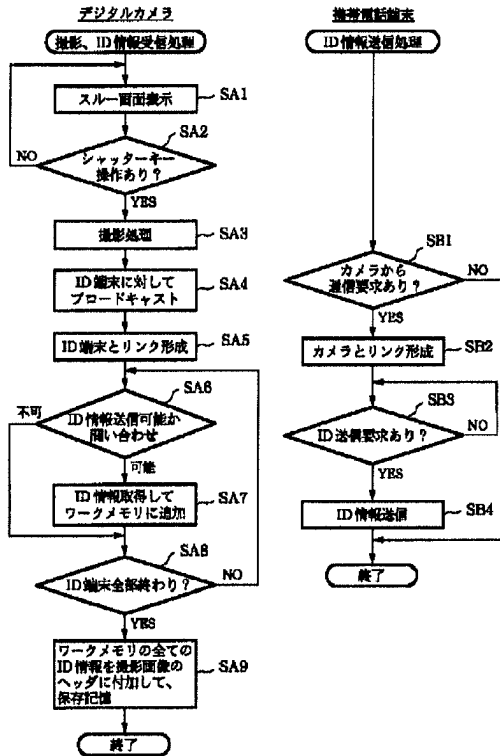 デジタルカメラ
撮影、ID情報受信処理
スルー画面表示
SA1
SA2
NO
シャッターキー
操作あり?
YES
撮影処理
SA3
ID端末に対して
ブロードキャスト
SA4
ID端末とリンク形成
SA5
SA6
不可
ID情報送信可能か
問い合わせ
可能
ID情報取得して
ワークメモリに追加
SA7
SA8
ID端末全部終わり?
NO
YES
ワークメモリの全ての
ID情報を撮影画像の
ヘッダに付加して、
保存記憶
SA9
終了
携帯電話端末
ID情報送信処理
SB1
カメラから
通信要求あり?
NO
YES
カメラとリンク形成
SB2
SB3
ID送信要求あり?
NO
YES
ID情報送信
SB4
終了